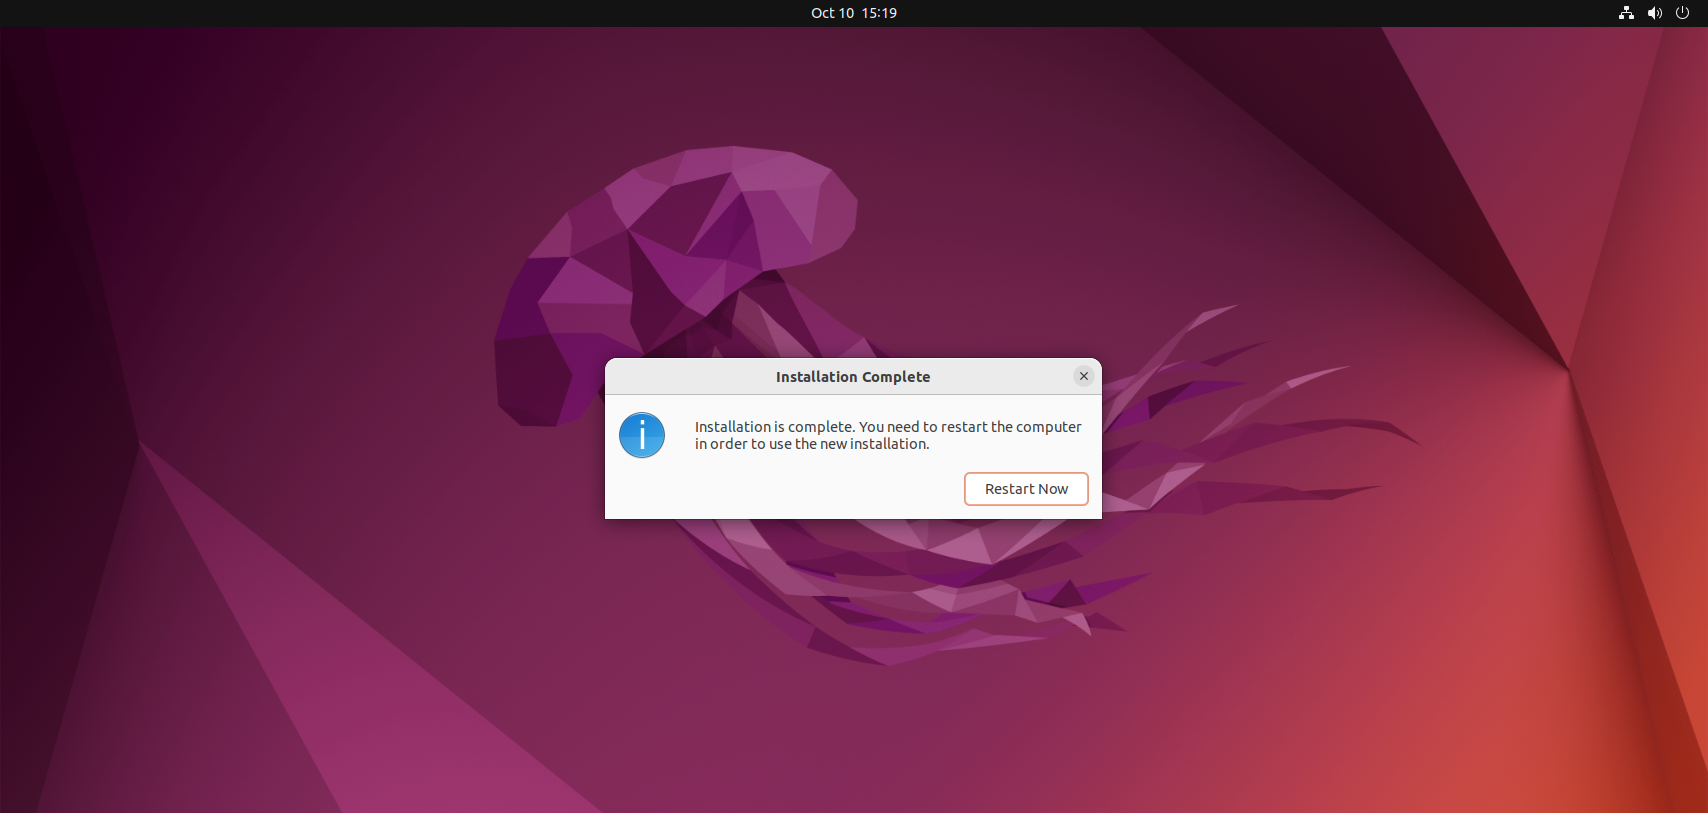 Oct 10  15:19
Installation Complete
Installation is complete. You need to restart the computer
in order to use the new installation.
Restart Now